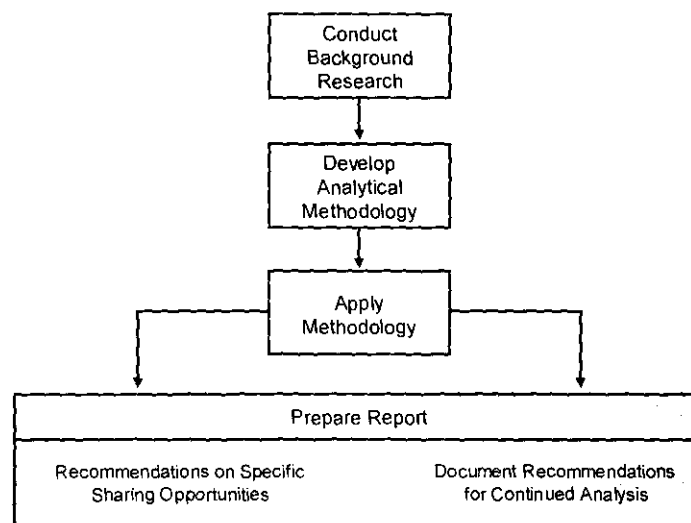 Conduct
Background
Research
Develop
Analytical
Methodology
Apply
Methodology
Prepare Report
Recommendations on Specific
Sharing Opportunities
Document Recommendations
for Continued Analysis